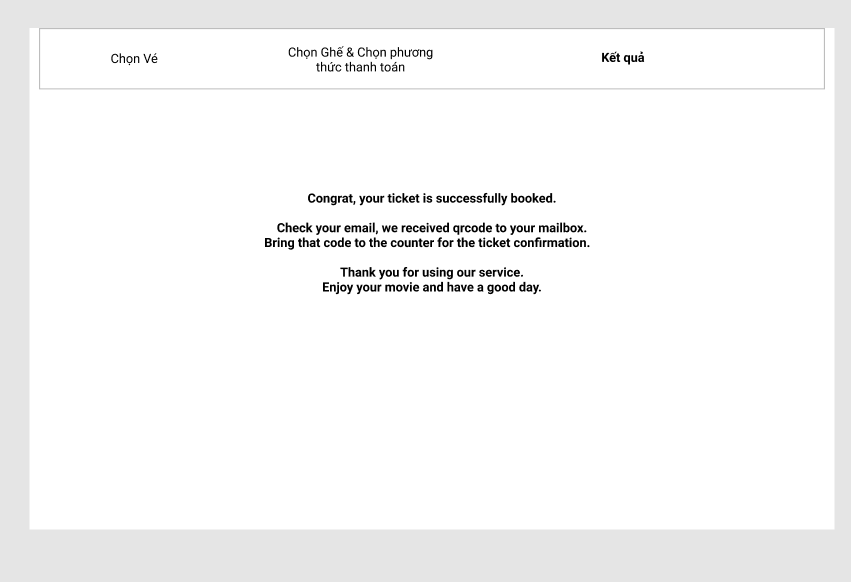 Chọn Vé
Chọn Ghế & Chọn phương
thức thanh toán
Kết quả
Congrat, your ticket is successfully booked.
Check your email, we received qrcode to your mailbox.
Bring that code to the counter for the ticket confirmation.
Thank you for using our service.
Enjoy your movie and have a good day.